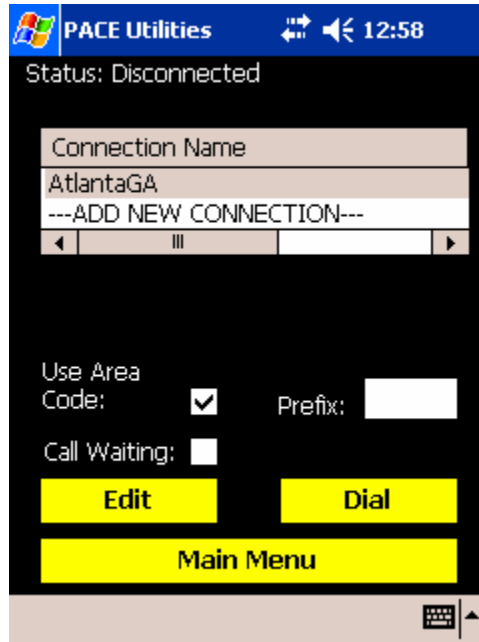 PACE Utilities 12:58
Status: Disconnected
Connection Name
AtlantaGA
---ADD NEW CONNECTION---
Use Area
Code:
Prefix:
Call Waiting:
Edit Dial
Main Menu